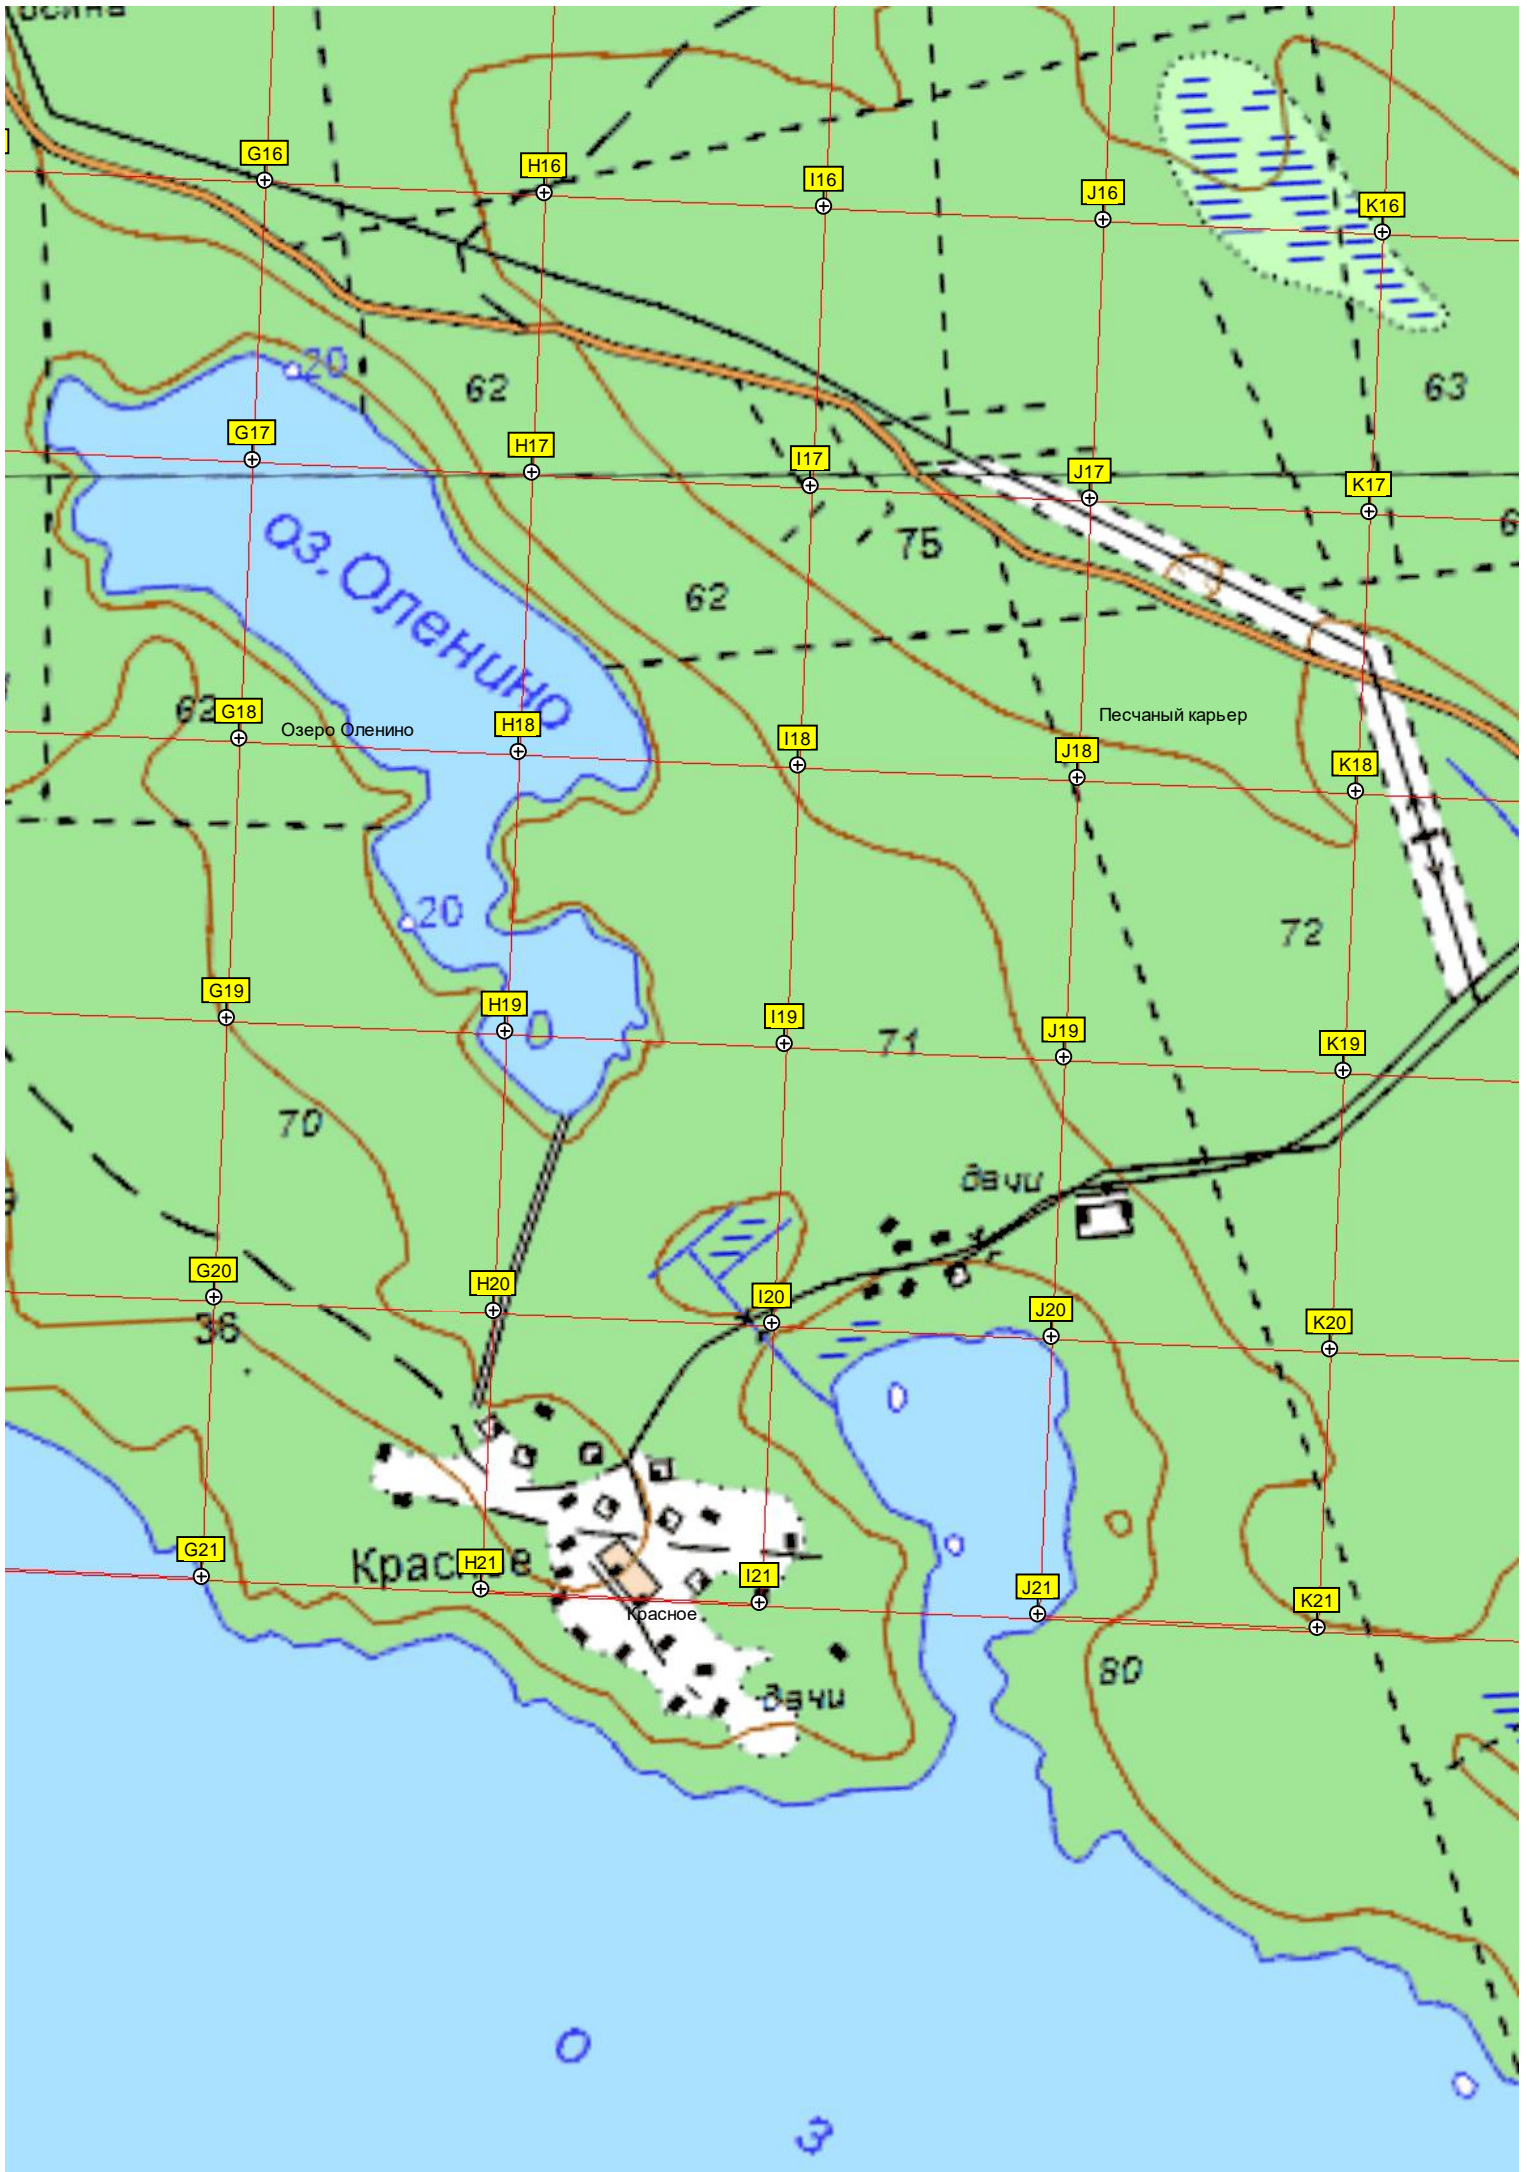 G16
H16
I16
J16
K16
20
62
63
G17
H17
I17
J17
K17
оз. Оленино
75
62
62
G18
Озеро Оленино
H18
I18
Песчаный карьер
J18
K18
20
72
G19
H19
I19
71
J19
K19
70
дачи
G20
H20
I20
J20
K20
36
G21
Красное
H21
I21
J21
K21
Красное
80
дачи
О
З